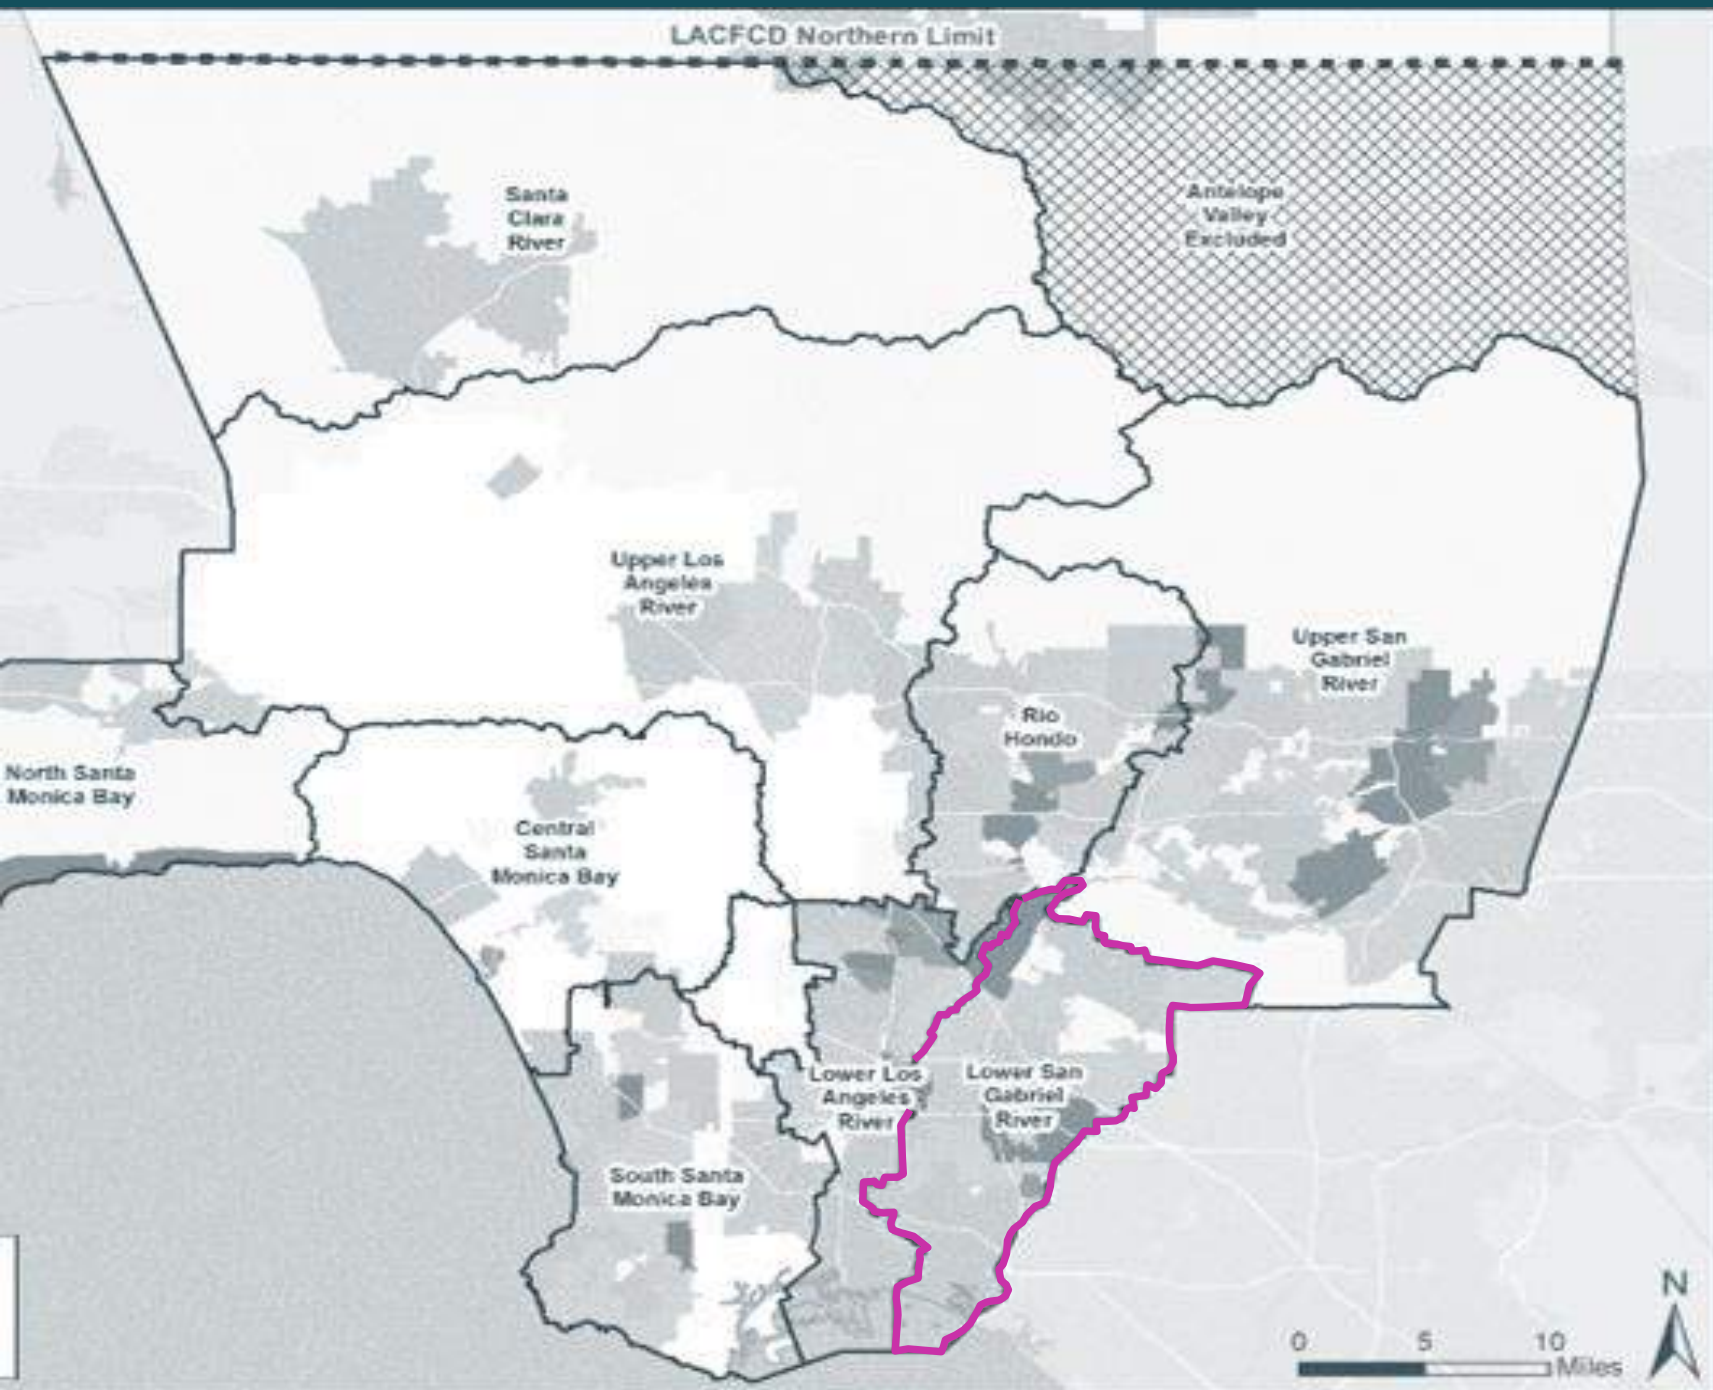 LACFCD Northern Limit
Santa
Clara
River
Antelope
Valley
Excluded
Upper Los
Angeles
River
Upper San
Gabriel
River
Rio
Hondo
North Santa
Monica Bay
Central
Santa
Monica Bay
Lower Los
Angeles
River
Lower San
Gabriel
River
South Santa
Monica Bay
N
0 5 10
Miles